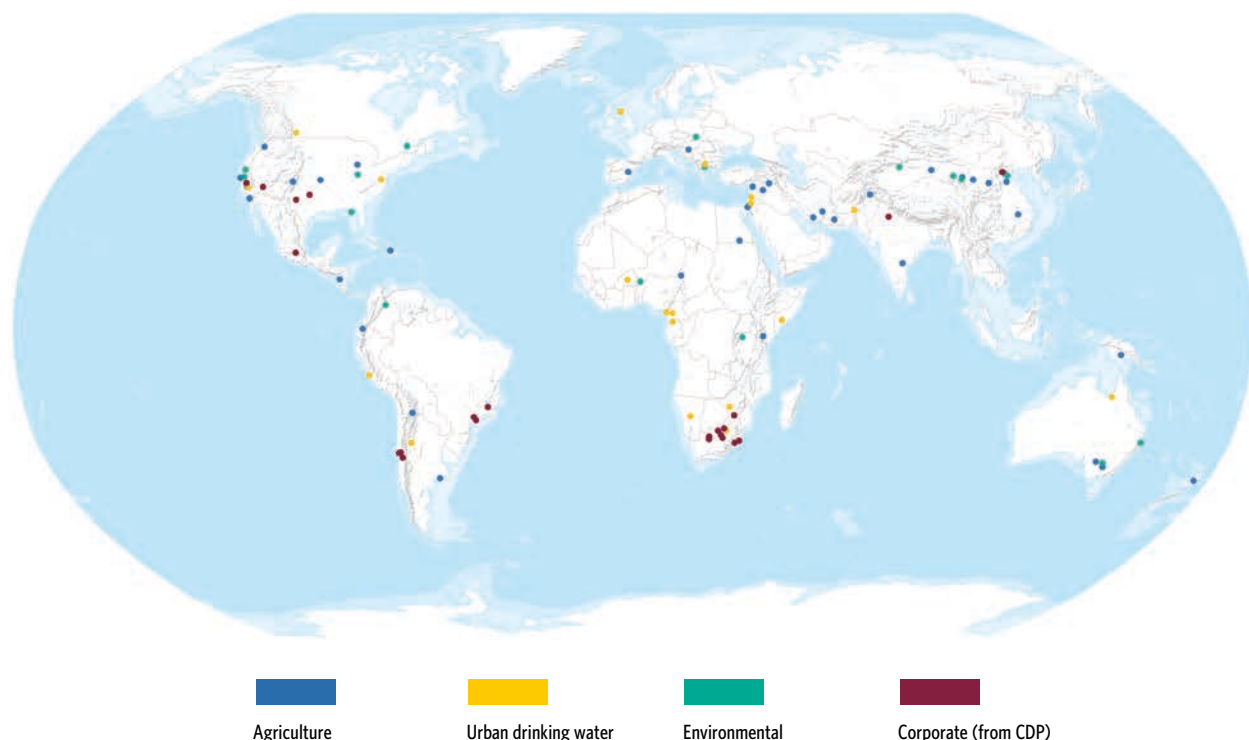 Agriculture
Urban drinking water
Environmental
Corporate (from CDP)